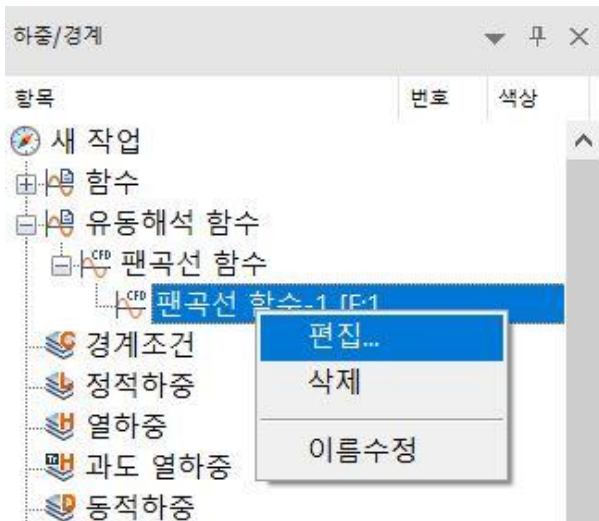 하중/경계
항목 번호 색상
새 작업
함수
유동해석 함수
CFD 팬곡선 함수
CFD 팬곡선 함수-1 [F:1
편집...
경계조건
삭제
정적하중
열하중
이름수정
과도 열하중
동적하중